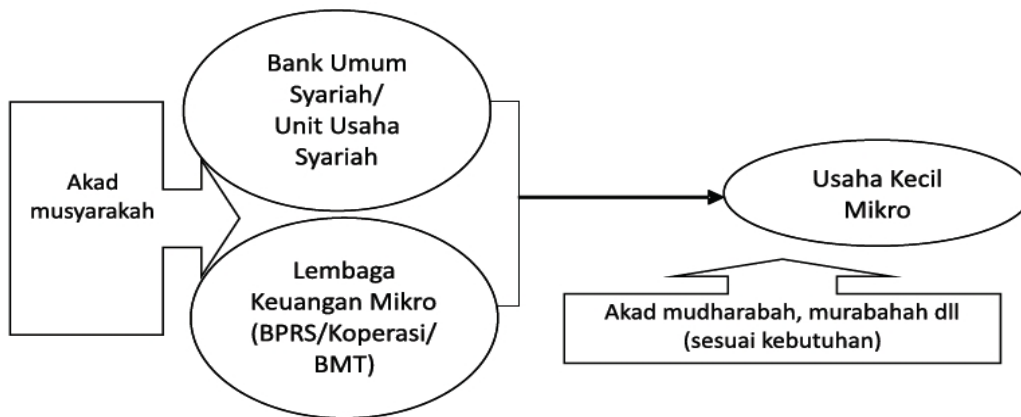 Akad
musyarakah
Bank Umum
Syariah/
Unit Usaha
Syariah
Lembaga
Keuangan Mikro
(BPRS/Koperasi/
BMT)
Usaha Kecil
Mikro
Akad mudharabah, murabahah dll
(sesuai kebutuhan)